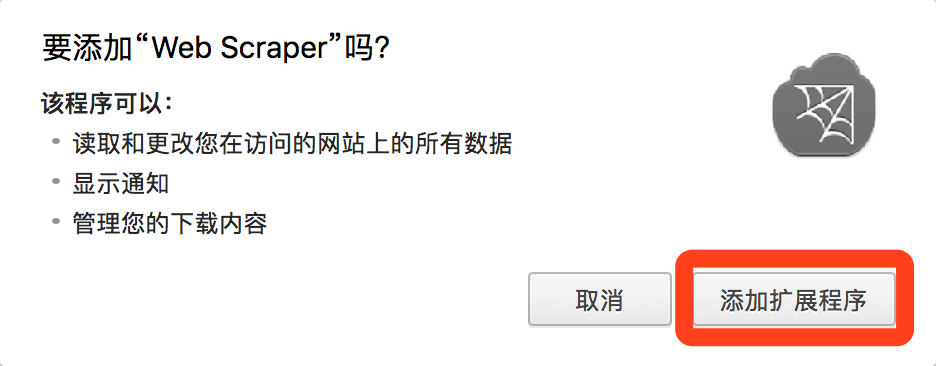 要添加“Web Scraper”吗?
该程序可以：
读取和更改您在访问的网站上的所有数据
显示通知
管理您的下载内容
取消
添加扩展程序